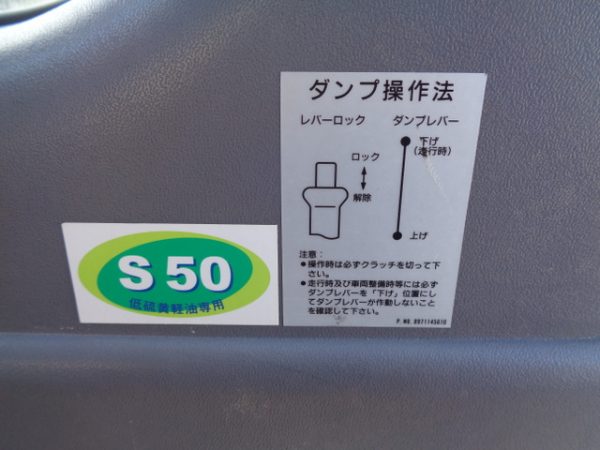 ダンプ操作法
レバーロック ダンプレバー
下げ
(走行時)
ロック
解除
上げ
注意:
●操作時は必ずクラッチを切って下
さい。
●走行時及び車両整備時等には必ず
ダンプレバーを「下げ」位置にし
てダンプレバーが作動しないこと
を確認して下さい。
P.NO.8971145010
S 50
低硫黄軽油専用